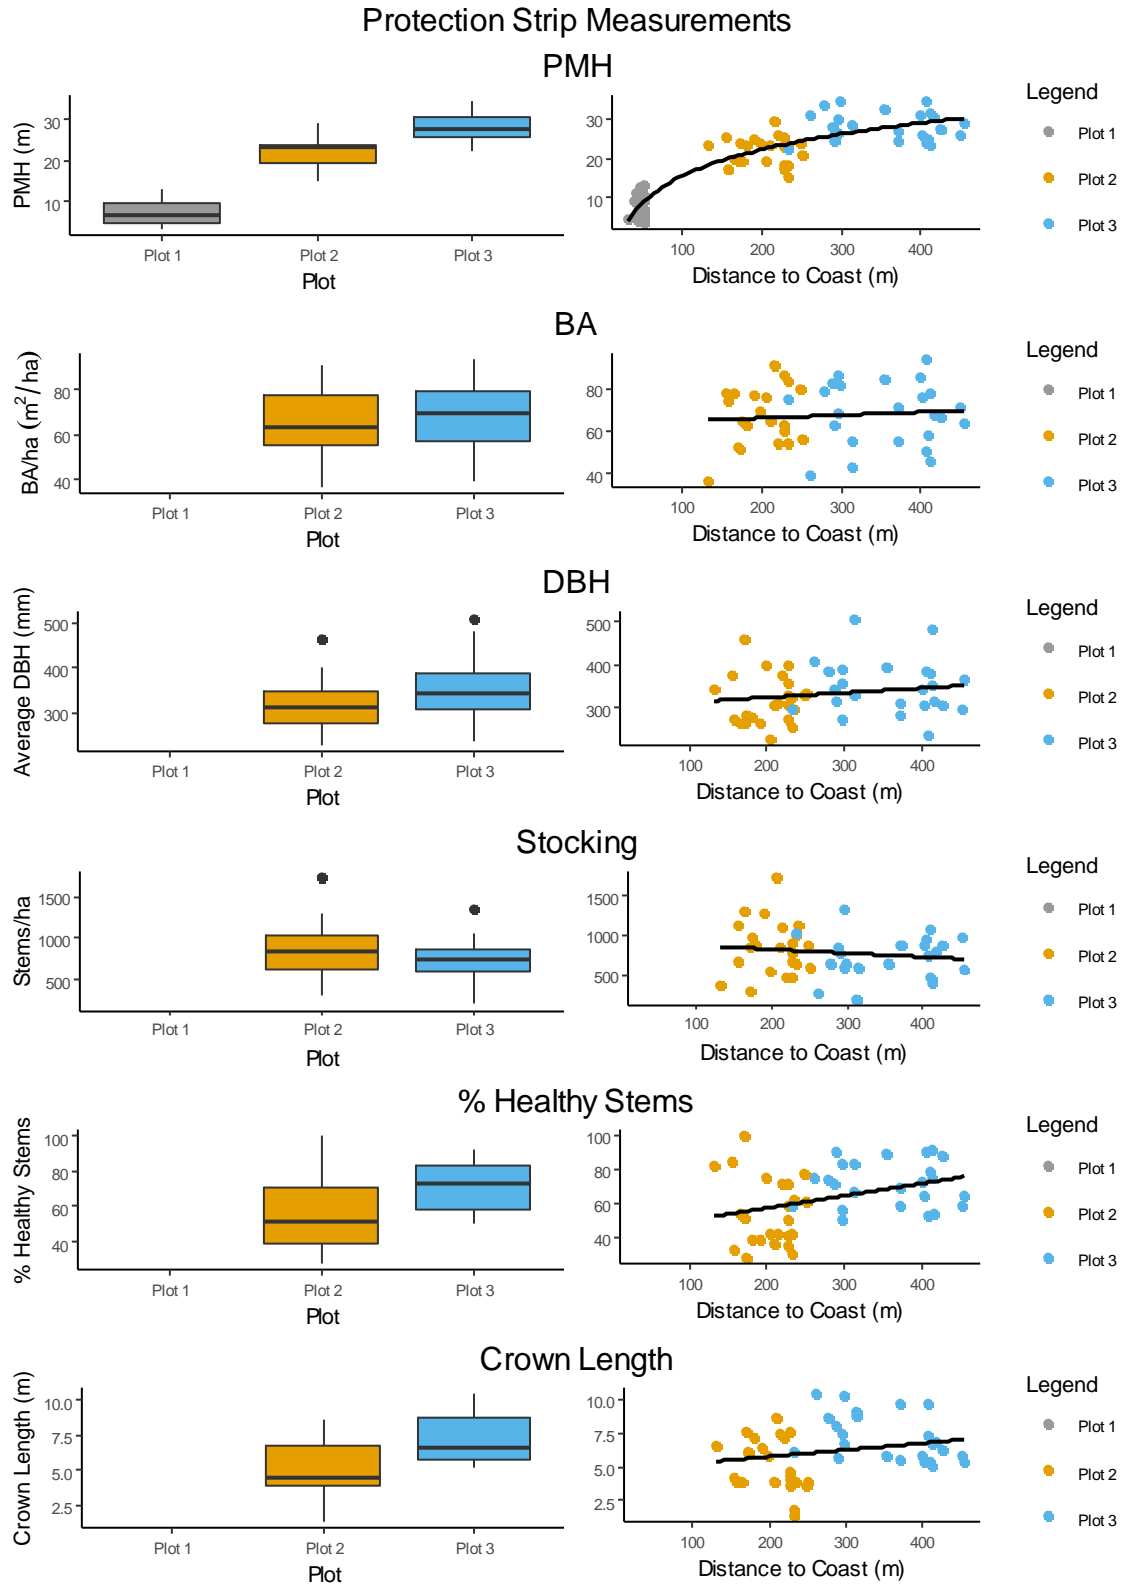 Protection Strip Measurements
PMH
PMH (m)
30
20
10
Plot 1
Plot 2
Plot 3
Plot
30
20
10
100
200
300
400
Distance to Coast (m)
Legend
Plot 1
Plot 2
Plot 3
BA
BA/ha (m²/ha)
80
60
40
Plot 1
Plot 2
Plot 3
Plot
80
60
40
100
200
300
400
Distance to Coast (m)
Legend
Plot 1
Plot 2
Plot 3
DBH
Average DBH (mm)
500
400
300
Plot 1
Plot 2
Plot 3
Plot
500
400
300
100
200
300
400
Distance to Coast (m)
Legend
Plot 1
Plot 2
Plot 3
Stocking
Stems/ha
1500
1000
500
Plot 1
Plot 2
Plot 3
Plot
1500
1000
500
100
200
300
400
Distance to Coast (m)
Legend
Plot 1
Plot 2
Plot 3
% Healthy Stems
% Healthy Stems
100
80
60
40
Plot 1
Plot 2
Plot 3
Plot
100
80
60
40
100
200
300
400
Distance to Coast (m)
Legend
Plot 1
Plot 2
Plot 3
Crown Length
Crown Length (m)
10.0
7.5
5.0
2.5
Plot 1
Plot 2
Plot 3
Plot
10.0
7.5
5.0
2.5
100
200
300
400
Distance to Coast (m)
Legend
Plot 1
Plot 2
Plot 3